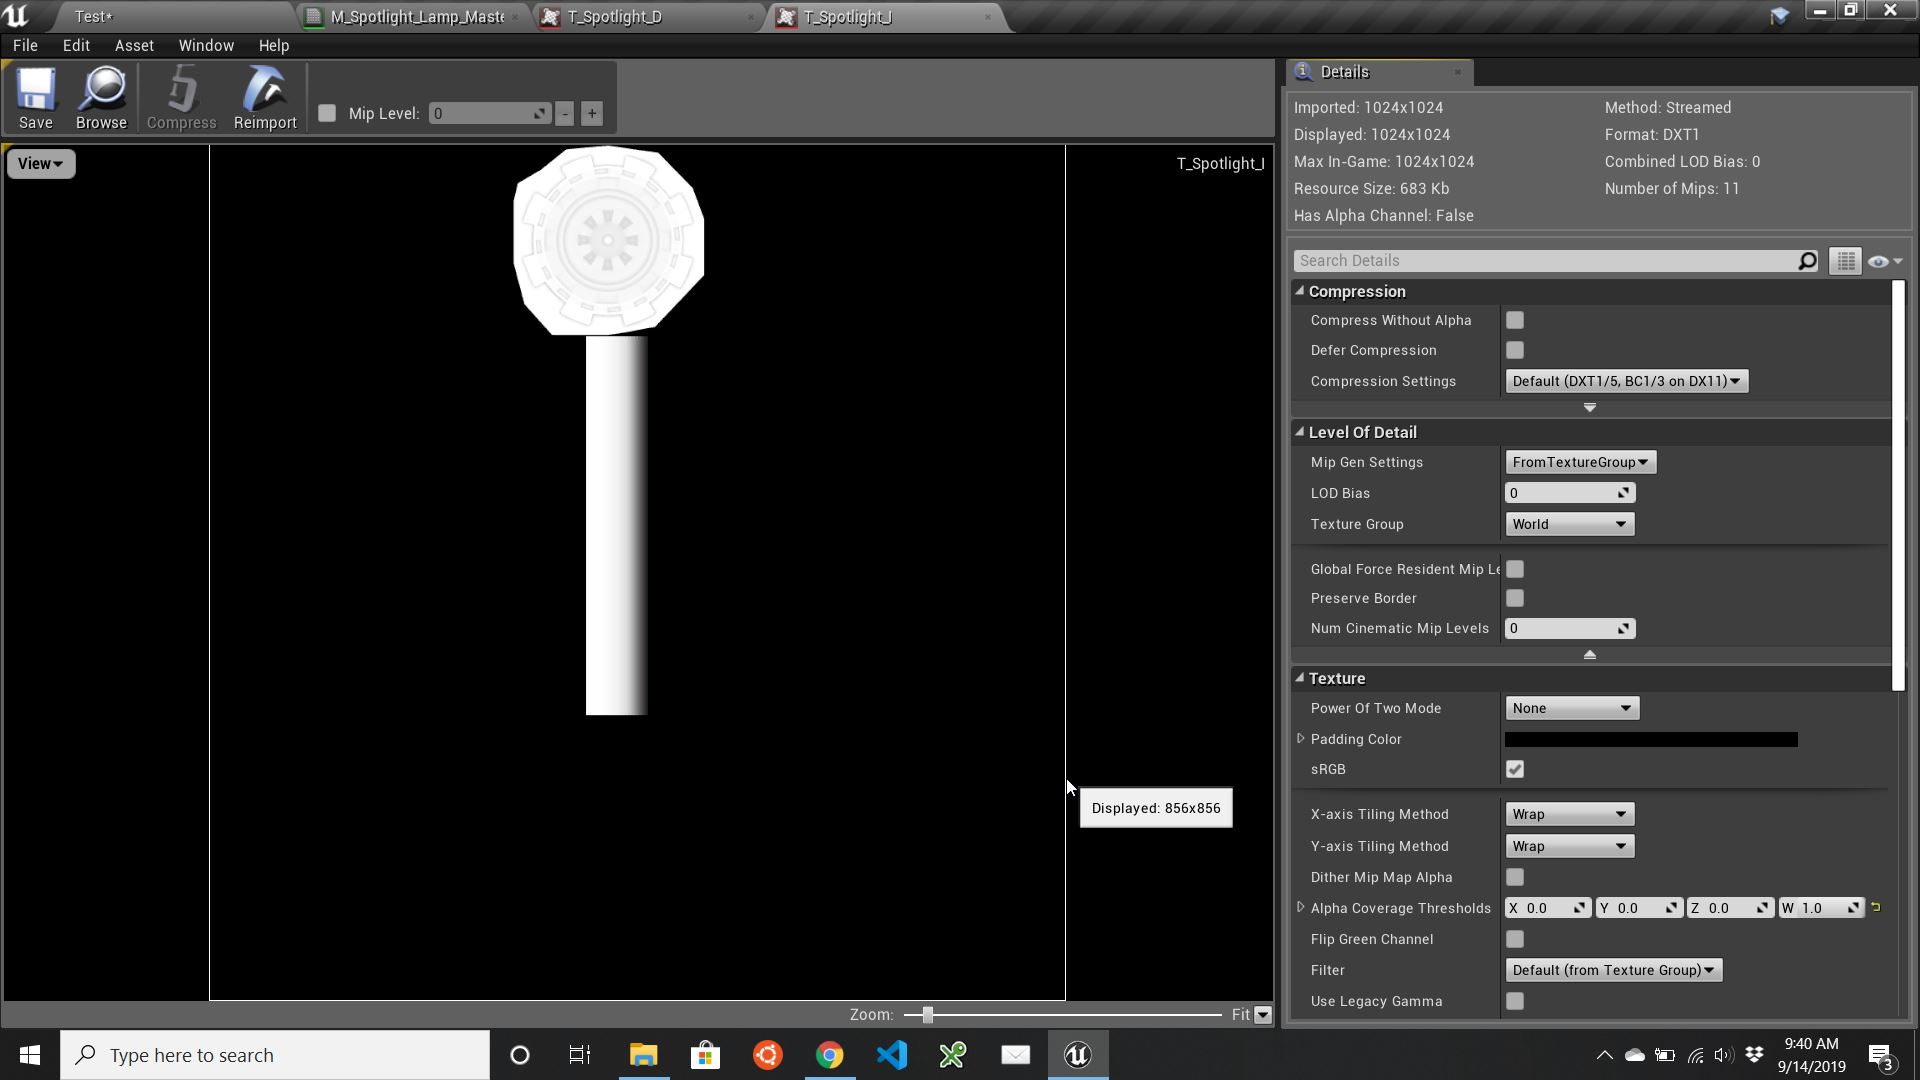 Test*
M_Spotlight_Lamp_Maste
T_Spotlight_D
T_Spotlight_I
File Edit Asset Window Help
Save Browse Compress Reimport Mip Level: 0 - +
View
T_Spotlight_I
Displayed: 856x856
Zoom: Fit
Details
Imported: 1024x1024 Method: Streamed
Displayed: 1024x1024 Format: DXT1
Max In-Game: 1024x1024 Combined LOD Bias: 0
Resource Size: 683 Kb Number of Mips: 11
Has Alpha Channel: False
Search Details
Compression
Compress Without Alpha
Defer Compression
Compression Settings Default (DXT1/5, BC1/3 on DX11)
Level Of Detail
Mip Gen Settings FromTextureGroup
LOD Bias 0
Texture Group World
Global Force Resident Mip Le
Preserve Border
Num Cinematic Mip Levels 0
Texture
Power Of Two Mode None
Padding Color
sRGB
X-axis Tiling Method Wrap
Y-axis Tiling Method Wrap
Dither Mip Map Alpha
Alpha Coverage Thresholds X 0.0 Y 0.0 Z 0.0 W 1.0
Flip Green Channel
Filter Default (from Texture Group)
Use Legacy Gamma
Type here to search
9:40 AM
9/14/2019
3